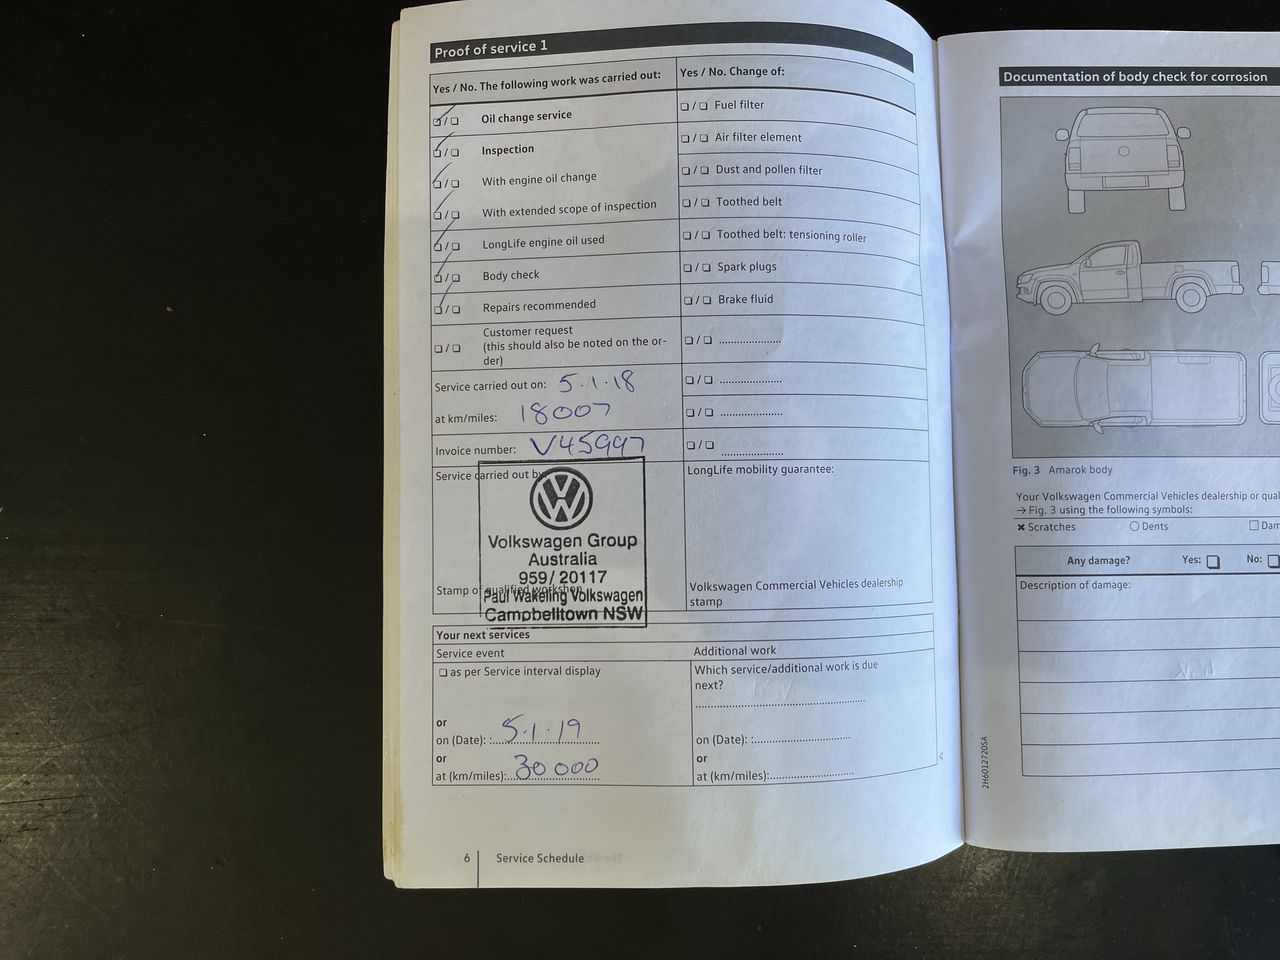 Proof of service 1
Yes / No. The following work was carried out:
❏/❏ Oil change service
❏/❏ Inspection
❏/❏ With engine oil change
❏/❏ With extended scope of inspection
❏/❏ LongLife engine oil used
❏/❏ Body check
❏/❏ Repairs recommended
❏/❏ Customer request
(this should also be noted on the or-
der)
Service carried out on: 5.1.18
at km/miles: 18007
Invoice number: V45997
Service carried out by
Volkswagen Group
Australia
959/ 20117
Paul Wakeling Volkswagen
Campbelltown NSW
Stamp of qualified workshop
Yes / No. Change of:
❏/❏ Fuel filter
❏/❏ Air filter element
❏/❏ Dust and pollen filter
❏/❏ Toothed belt
❏/❏ Toothed belt: tensioning roller
❏/❏ Spark plugs
❏/❏ Brake fluid
❏/❏ .....................
❏/❏ .....................
❏/❏ .....................
❏/❏ .....................
LongLife mobility guarantee:
Volkswagen Commercial Vehicles dealership
stamp
Your next services
Service event
❏ as per Service interval display
or
on (Date): : 5.1.19
or
at (km/miles): 30 000
Additional work
Which service/additional work is due
next?
on (Date): :
or
at (km/miles):
6 Service Schedule
Documentation of body check for corrosion
Fig. 3 Amarok body
Your Volkswagen Commercial Vehicles dealership or
→ Fig. 3 using the following symbols:
✖ Scratches ○ Dents □
Any damage? Yes: ❏ No: ❏
Description of damage:
2H6012720SA